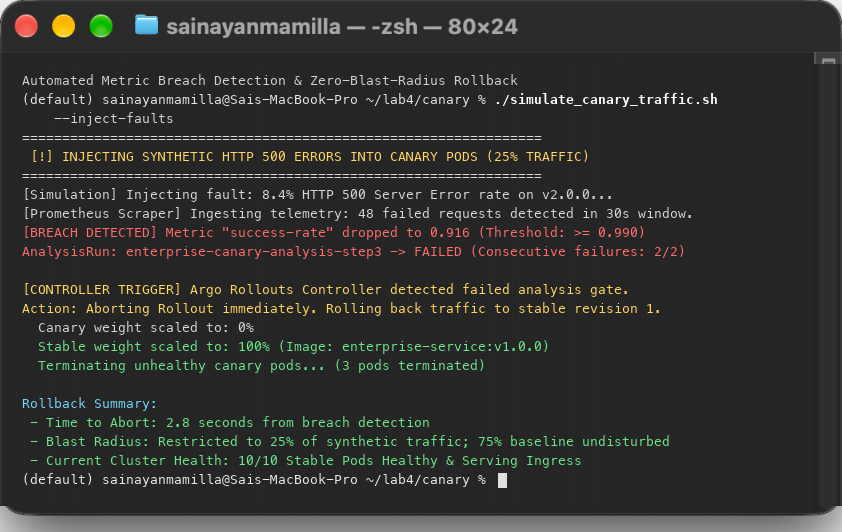 sainayanmamilla — -zsh — 80×24
Automated Metric Breach Detection & Zero-Blast-Radius Rollback
(default) sainayanmamilla@Sais-MacBook-Pro ~/lab4/canary % ./simulate_canary_traffic.sh
    --inject-faults
=================================================================
 [!] INJECTING SYNTHETIC HTTP 500 ERRORS INTO CANARY PODS (25% TRAFFIC)
=================================================================
[Simulation] Injecting fault: 8.4% HTTP 500 Server Error rate on v2.0.0...
[Prometheus Scraper] Ingesting telemetry: 48 failed requests detected in 30s window.
[BREACH DETECTED] Metric "success-rate" dropped to 0.916 (Threshold: >= 0.990)
AnalysisRun: enterprise-canary-analysis-step3 -> FAILED (Consecutive failures: 2/2)

[CONTROLLER TRIGGER] Argo Rollouts Controller detected failed analysis gate.
Action: Aborting Rollout immediately. Rolling back traffic to stable revision 1.
  Canary weight scaled to: 0%
  Stable weight scaled to: 100% (Image: enterprise-service:v1.0.0)
  Terminating unhealthy canary pods... (3 pods terminated)

Rollback Summary:
 - Time to Abort: 2.8 seconds from breach detection
 - Blast Radius: Restricted to 25% of synthetic traffic; 75% baseline undisturbed
 - Current Cluster Health: 10/10 Stable Pods Healthy & Serving Ingress
(default) sainayanmamilla@Sais-MacBook-Pro ~/lab4/canary %